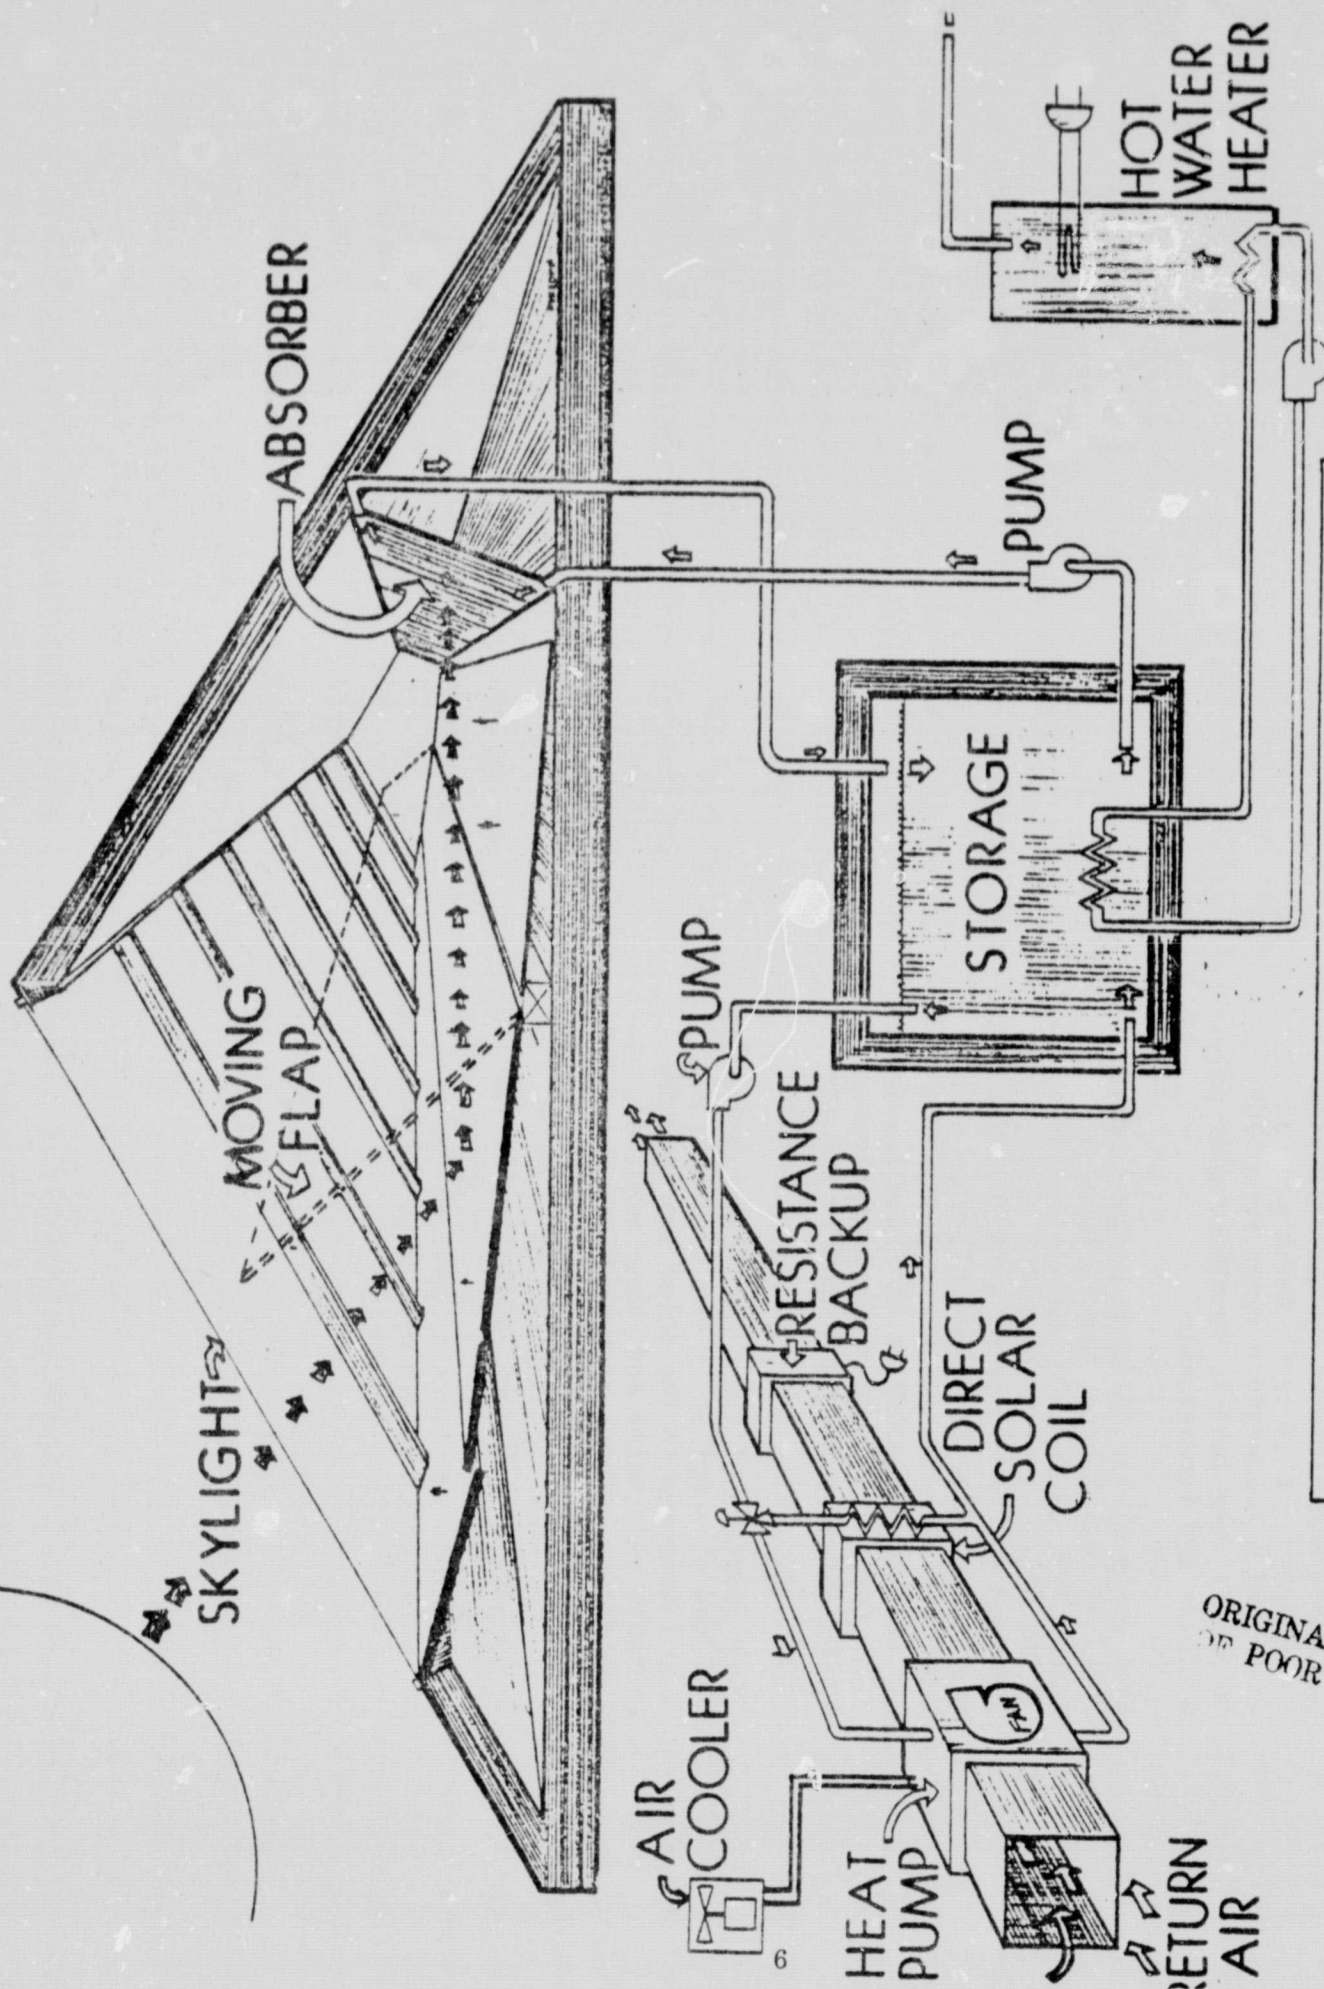 SKYLIGHT
MOVING
FLAP
ABSORBER
AIR
COOLER
HEAT
PUMP
FAN
RETURN
AIR
RESISTANCE
BACKUP
DIRECT
SOLAR
COIL
PUMP
STORAGE
PUMP
HOT
WATER
HEATER
ORIGINA
OF POOR
6